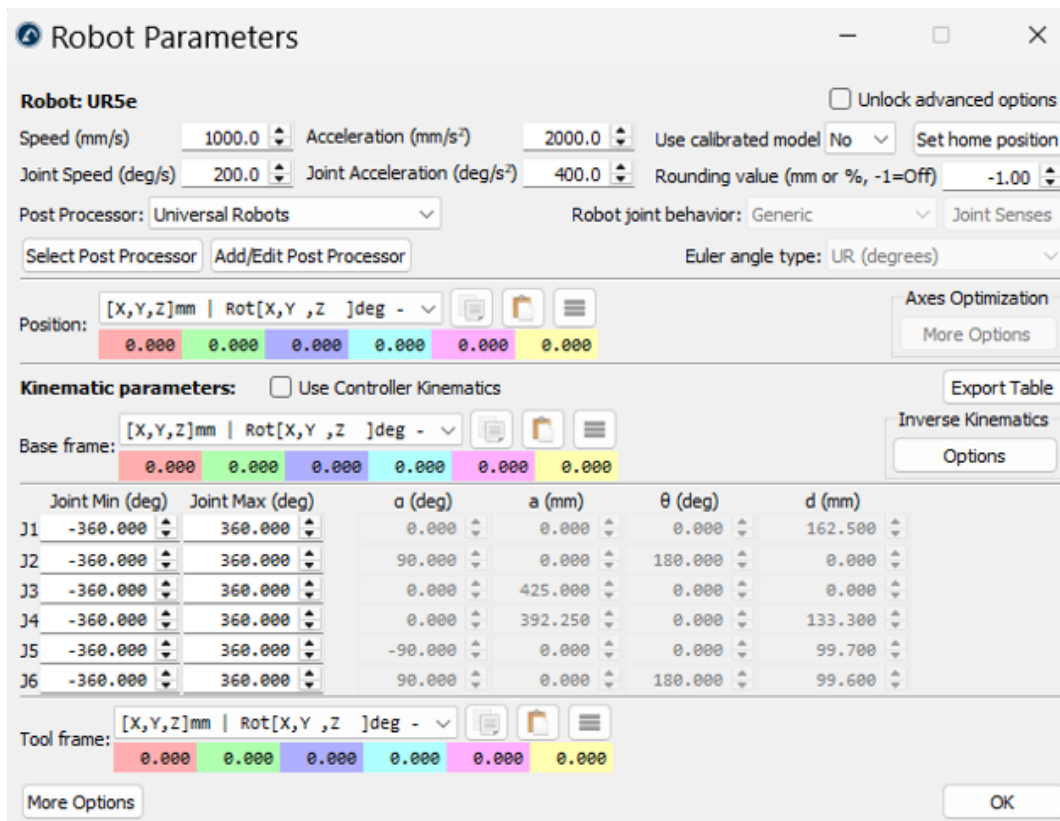 Robot Parameters
Robot: UR5e
Unlock advanced options
Speed (mm/s) 1000.0 Acceleration (mm/s²) 2000.0 Use calibrated model No Set home position
Joint Speed (deg/s) 200.0 Joint Acceleration (deg/s²) 400.0 Rounding value (mm or %, -1=Off) -1.00
Post Processor: Universal Robots Robot joint behavior: Generic Joint Senses
Select Post Processor Add/Edit Post Processor Euler angle type: UR (degrees)
Position: [X,Y,Z]mm | Rot[X,Y ,Z ]deg - Axes Optimization
0.000 0.000 0.000 0.000 0.000 0.000 More Options
Kinematic parameters: Use Controller Kinematics Export Table
Base frame: [X,Y,Z]mm | Rot[X,Y ,Z ]deg - Inverse Kinematics
0.000 0.000 0.000 0.000 0.000 0.000 Options
Joint Min (deg) Joint Max (deg) α (deg) a (mm) θ (deg) d (mm)
J1 -360.000 360.000 0.000 0.000 0.000 162.500
J2 -360.000 360.000 90.000 0.000 180.000 0.000
J3 -360.000 360.000 0.000 425.000 0.000 0.000
J4 -360.000 360.000 0.000 392.250 0.000 133.300
J5 -360.000 360.000 -90.000 0.000 0.000 99.700
J6 -360.000 360.000 90.000 0.000 180.000 99.600
Tool frame: [X,Y,Z]mm | Rot[X,Y ,Z ]deg -
0.000 0.000 0.000 0.000 0.000 0.000
More Options OK